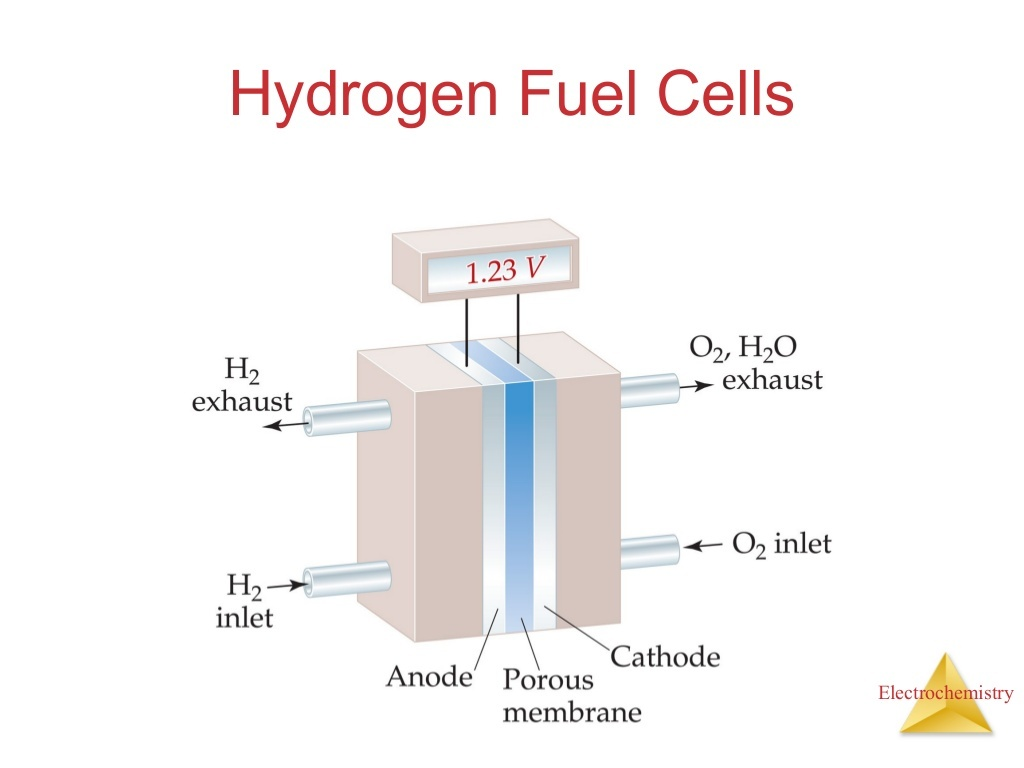 Hydrogen Fuel Cells
1.23 V
H₂
exhaust
O₂, H₂O
exhaust
O₂ inlet
H₂
inlet
Anode
Porous
membrane
Cathode
Electrochemistry